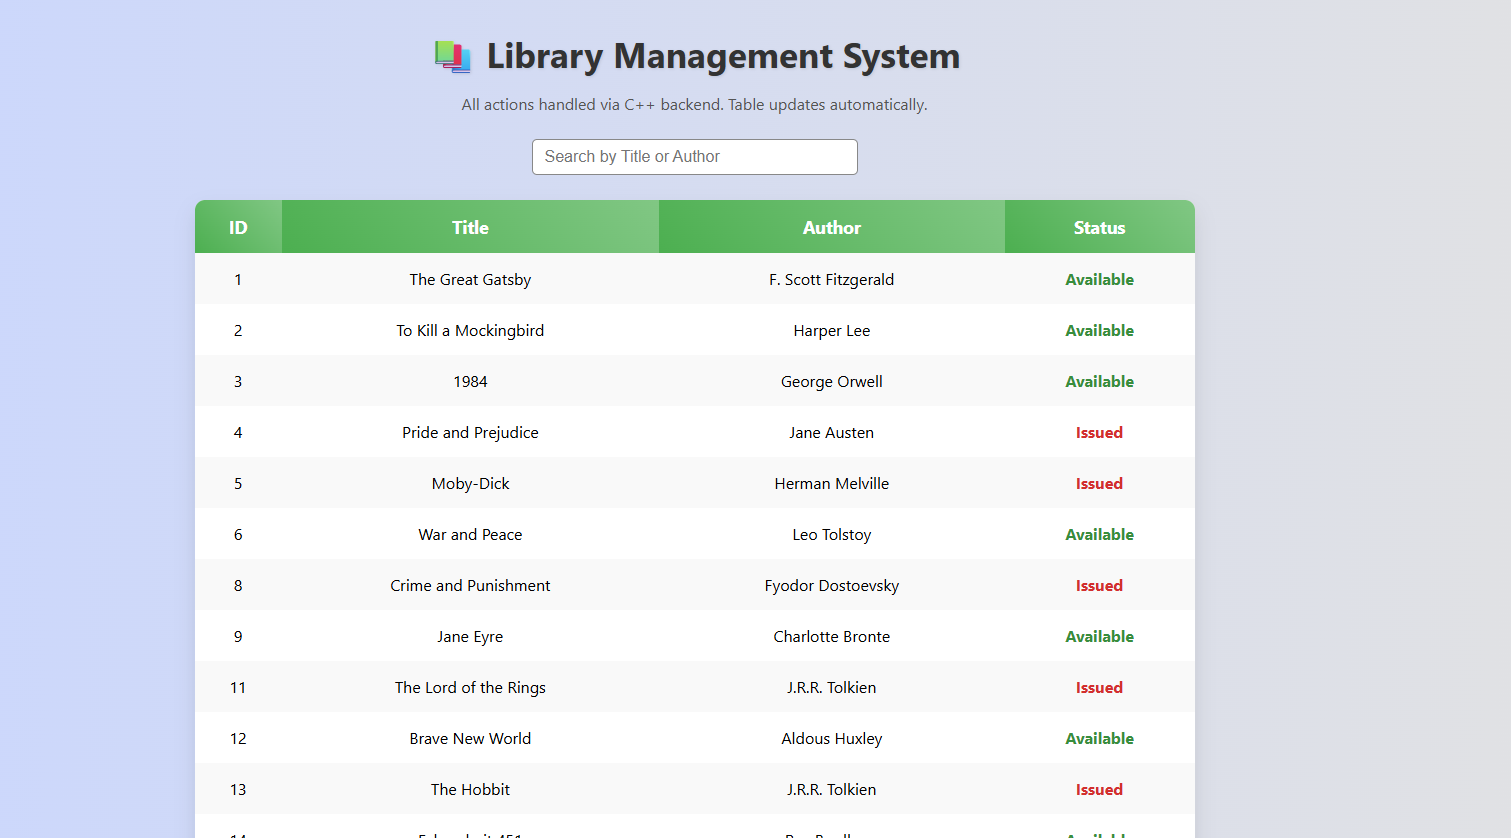 Library Management System
All actions handled via C++ backend. Table updates automatically.
Search by Title or Author
ID Title Author Status
1 The Great Gatsby F. Scott Fitzgerald Available
2 To Kill a Mockingbird Harper Lee Available
3 1984 George Orwell Available
4 Pride and Prejudice Jane Austen Issued
5 Moby-Dick Herman Melville Issued
6 War and Peace Leo Tolstoy Available
8 Crime and Punishment Fyodor Dostoevsky Issued
9 Jane Eyre Charlotte Bronte Available
11 The Lord of the Rings J.R.R. Tolkien Issued
12 Brave New World Aldous Huxley Available
13 The Hobbit J.R.R. Tolkien Issued